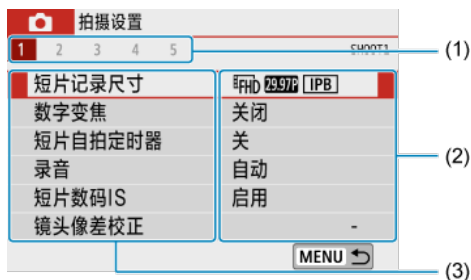 拍摄设置
1 2 3 4 5 SHOOT1 (1)
短片记录尺寸 EFHD 29.97P IPB
数字变焦 关闭
短片自拍定时器 关
(2)
录音 自动
短片数码IS 启用
镜头像差校正 -
MENU
(3)